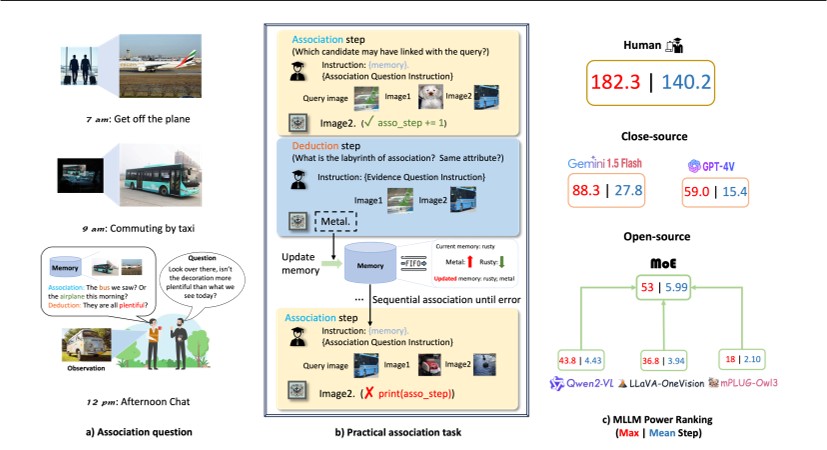 7 am: Get off the plane
9 am: Commuting by taxi
Memory
Association: The bus we saw? Or
the airplane this morning?
Deduction: They are all plentiful?
Question
Look over there, isn't
the decoration more
plentiful than what we
see today?
Observation
12 pm: Afternoon Chat
a) Association question
Association step
(Which candidate may have linked with the query?)
Instruction: {memory}.
{Association Question Instruction}
Query image Image1 Image2
Image2. (✓ asso_step += 1)
Deduction step
(What is the labyrinth of association? Same attribute?)
Instruction: {Evidence Question Instruction}
Image1 Image2
Metal.
Update
memory
Memory
FIFO
Current memory: rusty
Metal: Rusty:
Updated memory: rusty; metal
... Sequential association until error
Association step
Instruction: {memory}.
{Association Question Instruction}
Query image Image1 Image2
Image2. (✗ print(asso_step))
b) Practical association task
Human
182.3 | 140.2
Close-source
Gemini 1.5 Flash
88.3 | 27.8
GPT-4V
59.0 | 15.4
Open-source
MoE
53 | 5.99
43.8 | 4.43
36.8 | 3.94
18 | 2.10
Qwen2-VL
LLaVA-OneVision
mPLUG-Owl3
c) MLLM Power Ranking
(Max | Mean Step)